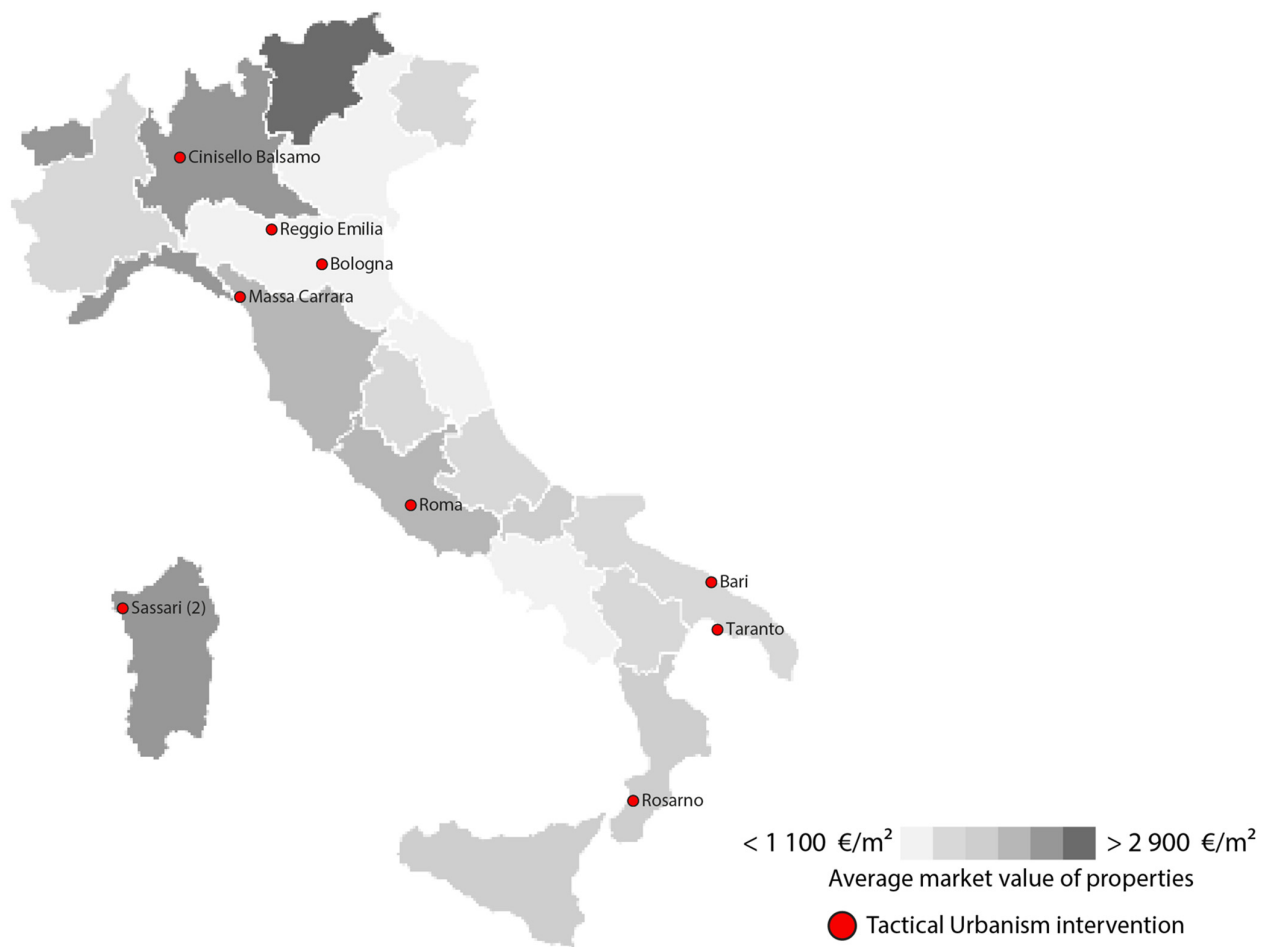 Cinisello Balsamo
Reggio Emilia
Bologna
Massa Carrara
Roma
Bari
Sassari (2)
Taranto
Rosarno
< 1 100 €/m² > 2 900 €/m²
Average market value of properties
Tactical Urbanism intervention